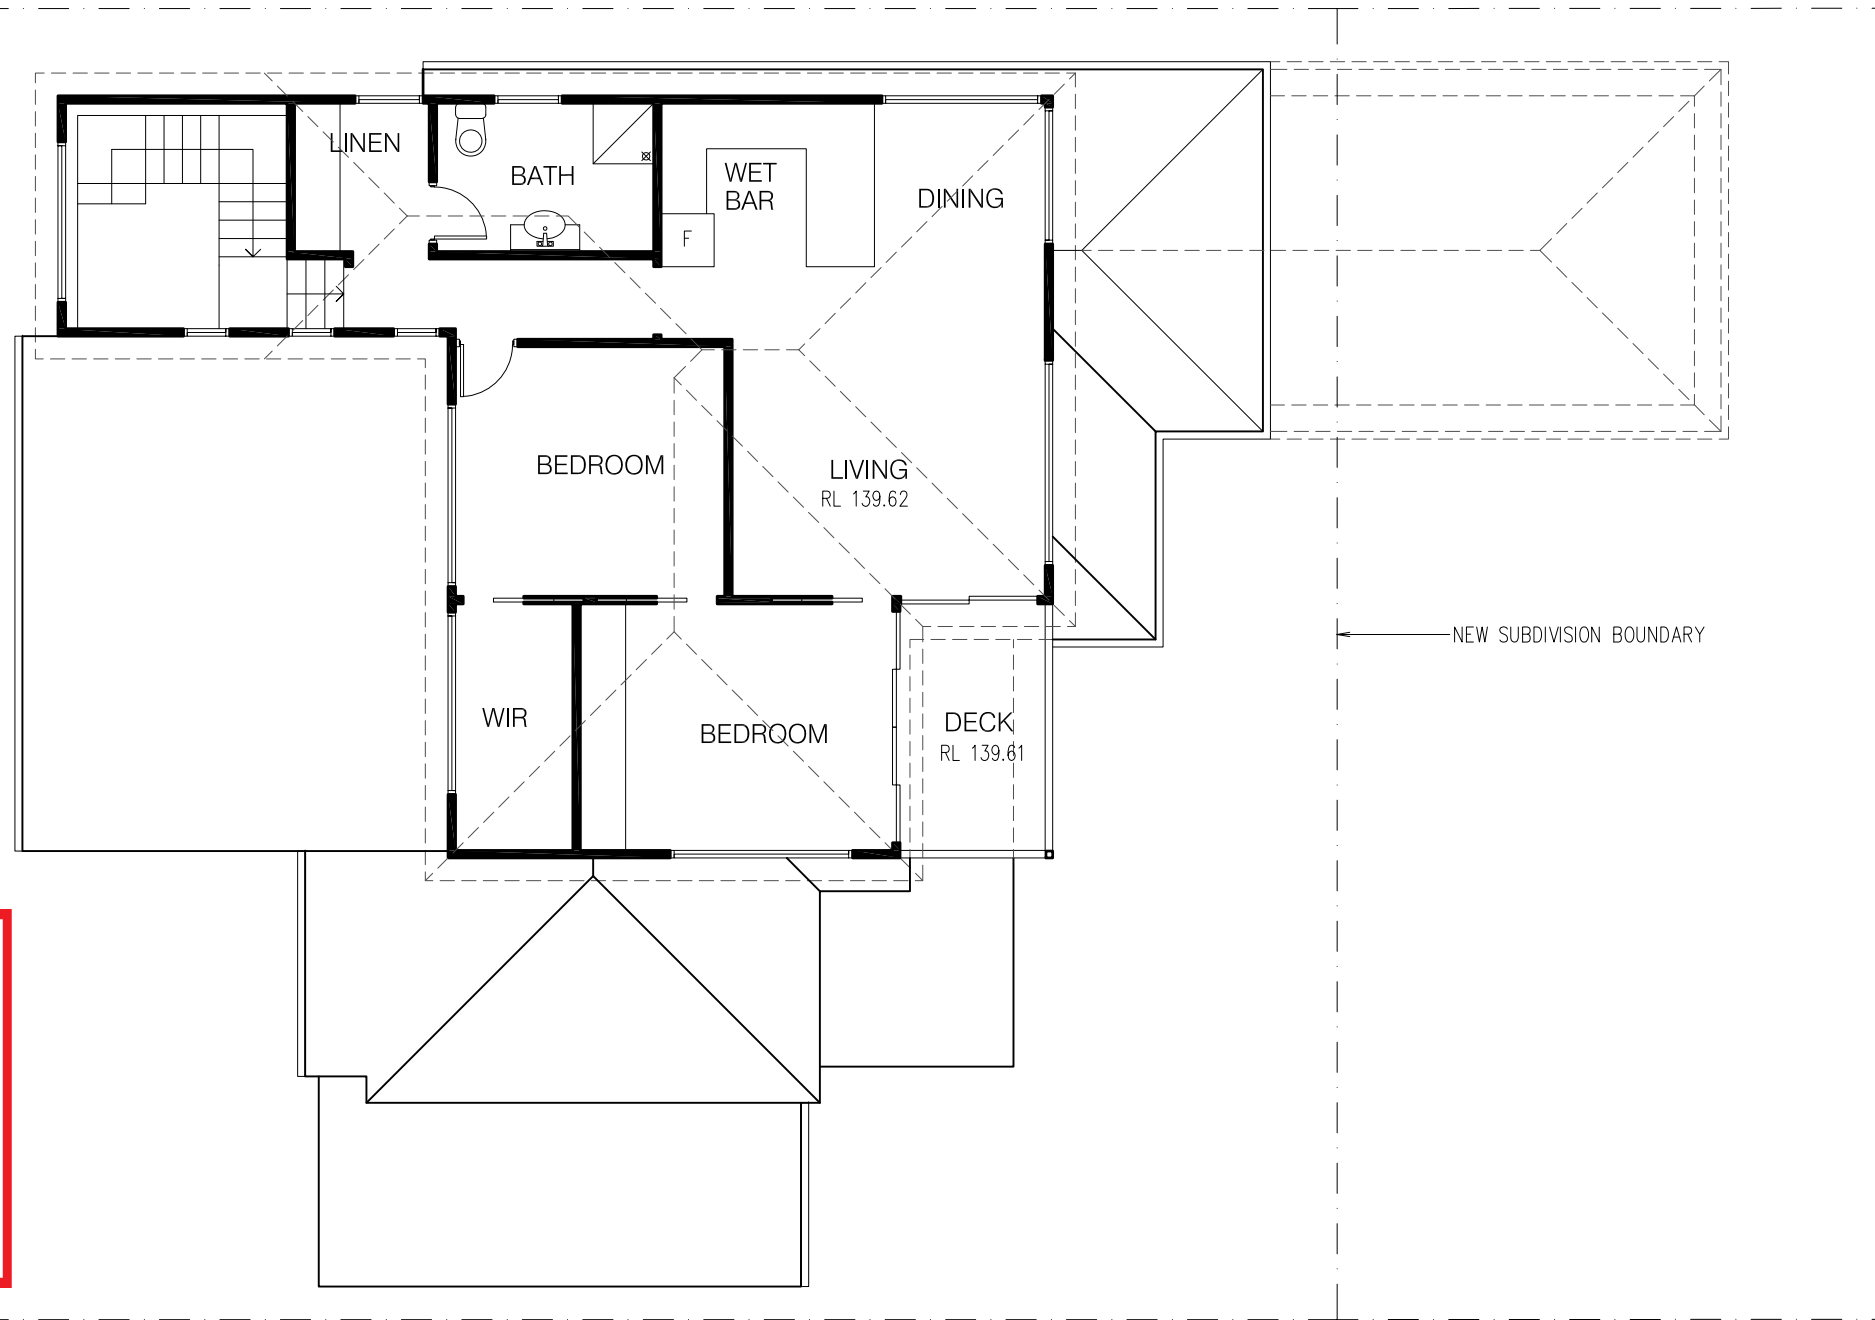 LINEN
BATH
WET
BAR
DINING
F
BEDROOM
LIVING
RL 139.62
NEW SUBDIVISION BOUNDARY
WIR
BEDROOM
DECK
RL 139.61